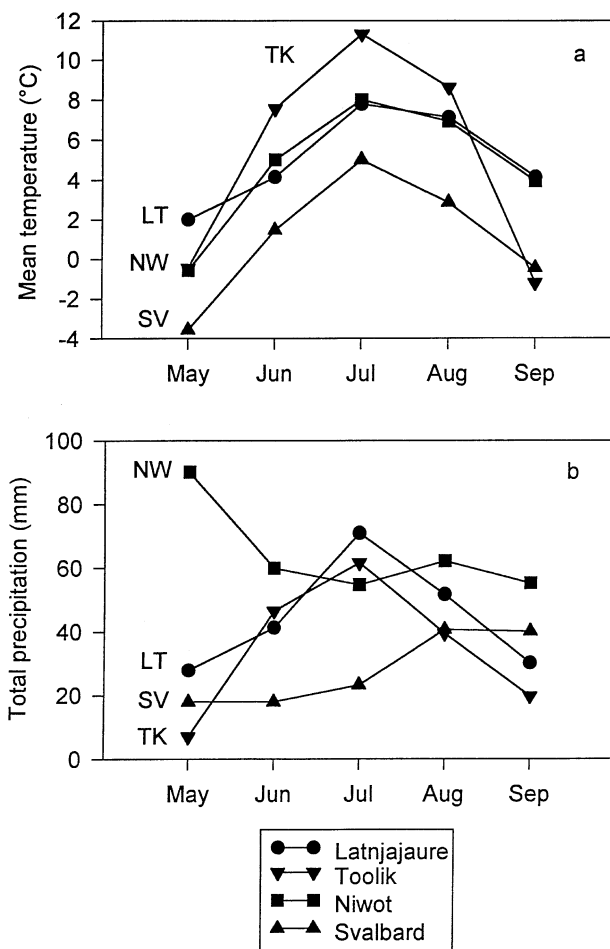 12
10
8
6
4
2
0
-2
-4
Mean temperature (°C)
TK
a
LT
NW
SV
May Jun Jul Aug Sep
100
80
60
40
20
0
Total precipitation (mm)
NW
b
LT
SV
TK
May Jun Jul Aug Sep
Latnjajaure
Toolik
Niwot
Svalbard